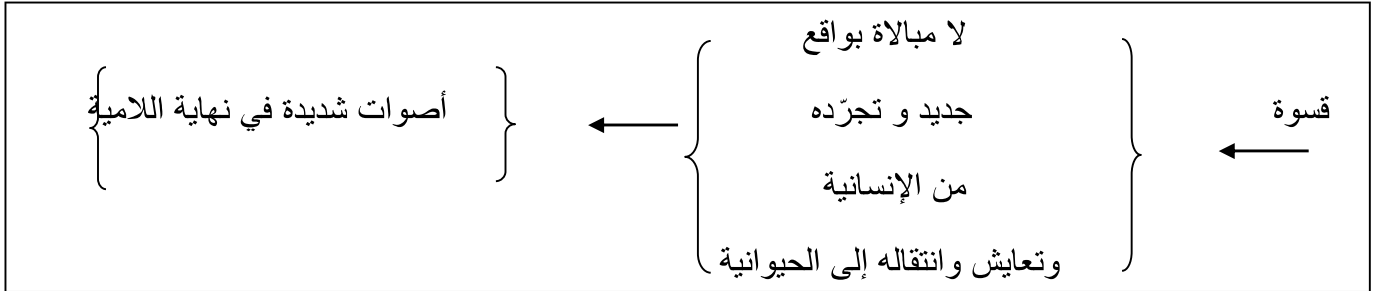 قسوة
لا مبالاة بواقع
جديد و تجرّده
من الإنسانية
وتعايش وانتقاله إلى الحيوانية
أصوات شديدة في نهاية اللامية